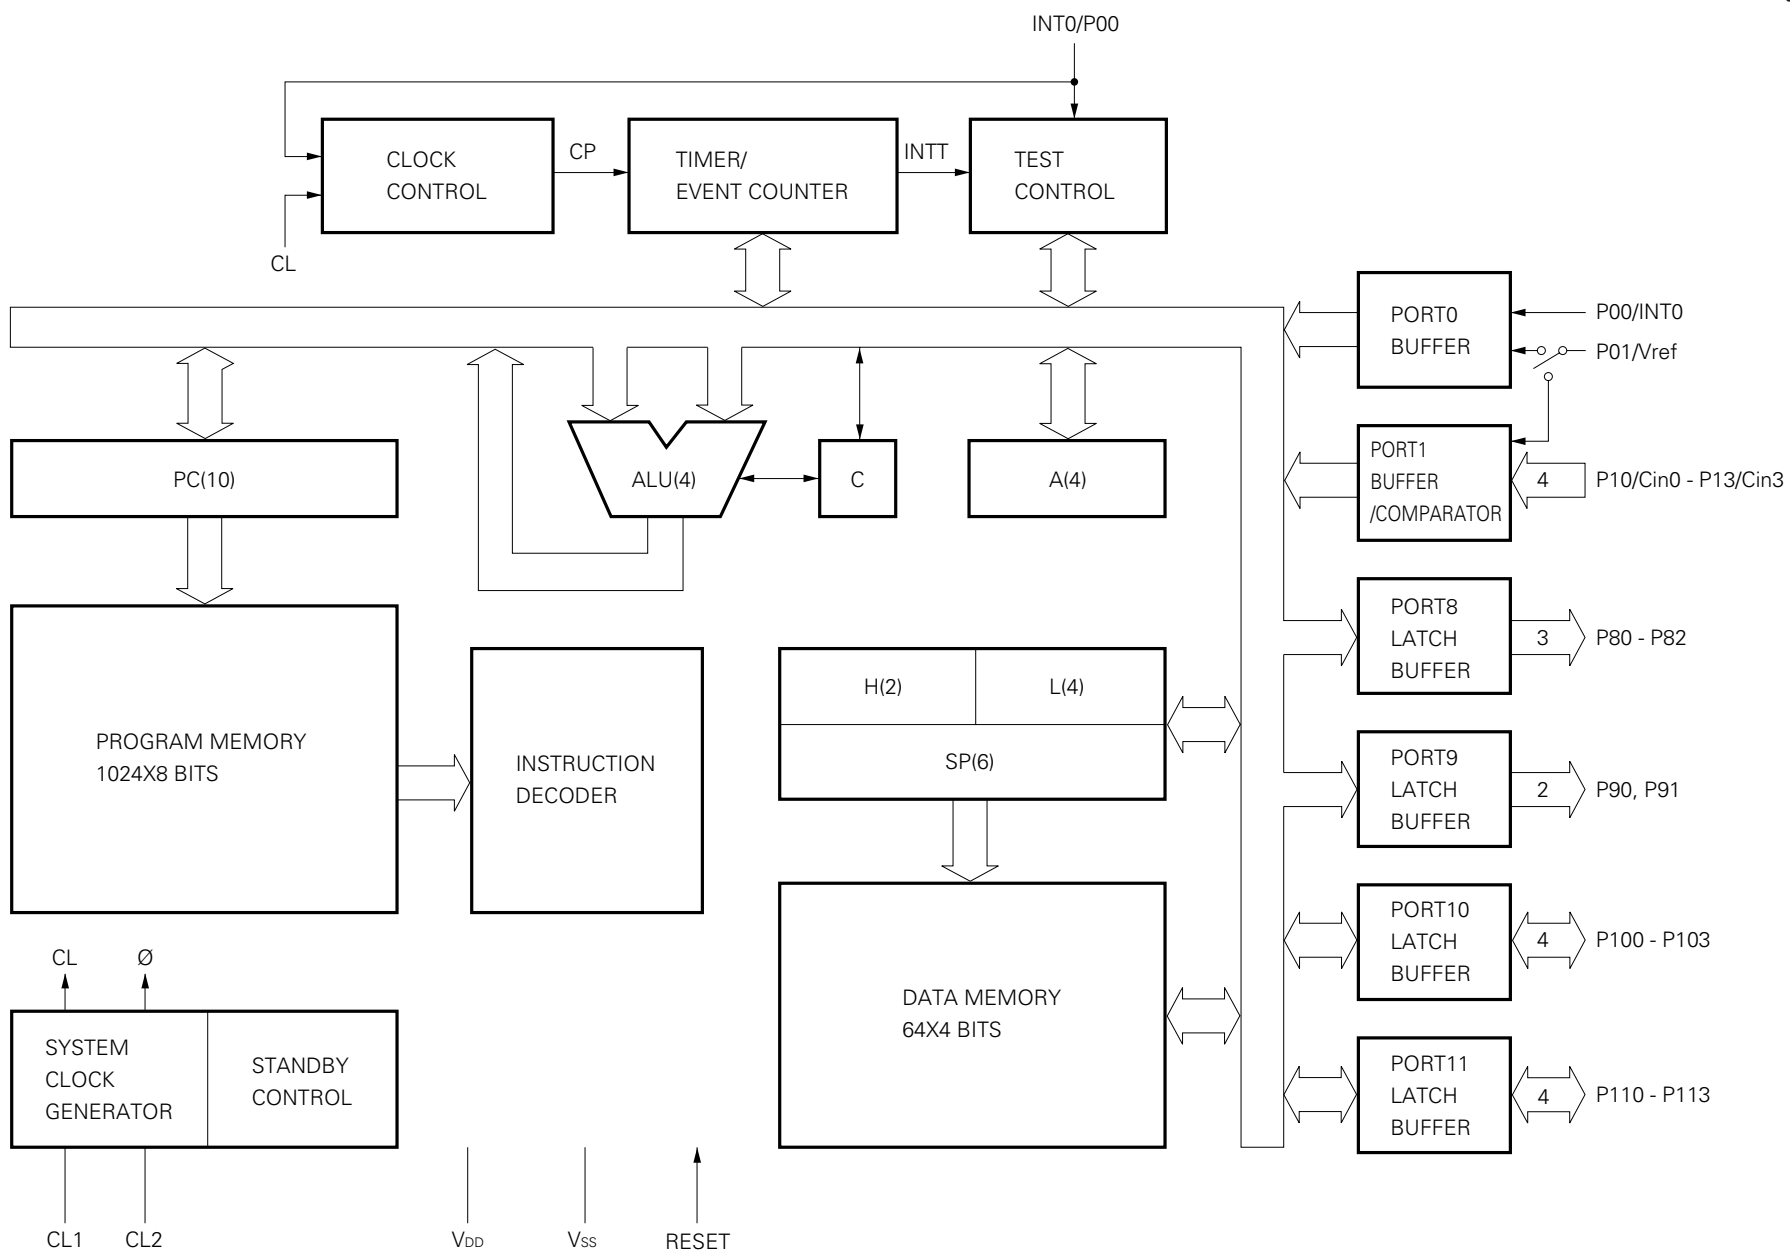 INT0/P00
CLOCK
CONTROL
CP
TIMER/
EVENT COUNTER
INTT
TEST
CONTROL
CL
PORT0
BUFFER
P00/INT0
P01/Vref
PC(10)
ALU(4)
C
A(4)
PORT1
BUFFER
/COMPARATOR
4
P10/Cin0 - P13/Cin3
PORT8
LATCH
BUFFER
3
P80 - P82
PROGRAM MEMORY
1024X8 BITS
INSTRUCTION
DECODER
H(2)
L(4)
SP(6)
PORT9
LATCH
BUFFER
2
P90, P91
PORT10
LATCH
BUFFER
4
P100 - P103
CL
Ø
SYSTEM
CLOCK
GENERATOR
STANDBY
CONTROL
DATA MEMORY
64X4 BITS
PORT11
LATCH
BUFFER
4
P110 - P113
CL1
CL2
VDD
VSS
RESET